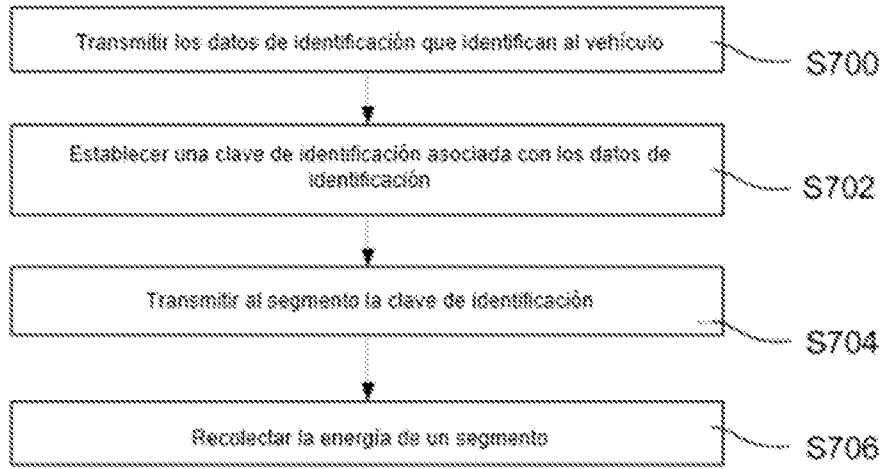 Transmitir los datos de identificación que identifican al vehículo
S700
Establecer una clave de identificación asociada con los datos de
identificación
S702
Transmitir al segmento la clave de identificación
S704
Recolectar la energía de un segmento
S706